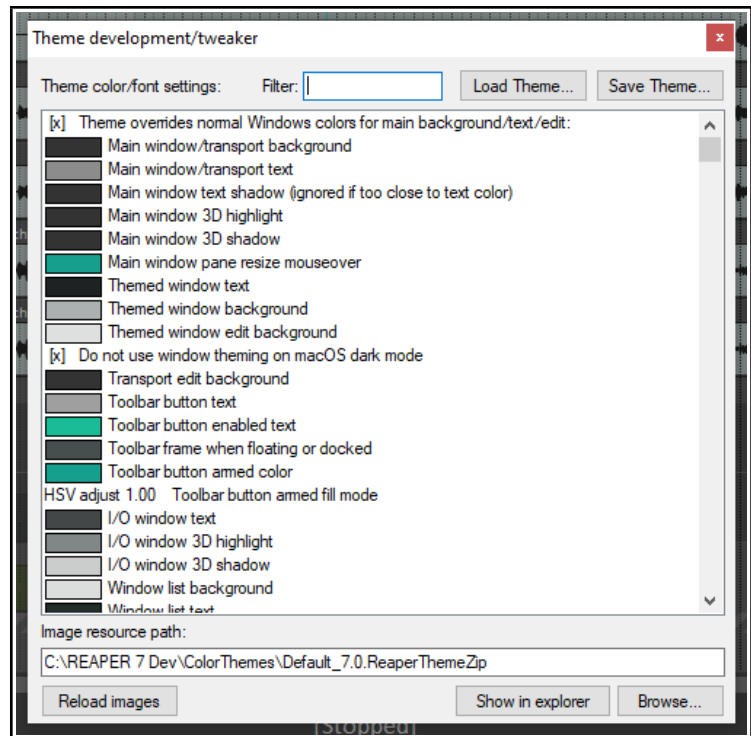 Theme development/tweaker
x
Theme color/font settings: Filter: Load Theme... Save Theme...
[x] Theme overrides normal Windows colors for main background/text/edit:
Main window/transport background
Main window/transport text
Main window text shadow (ignored if too close to text color)
Main window 3D highlight
Main window 3D shadow
Main window pane resize mouseover
Themed window text
Themed window background
Themed window edit background
[x] Do not use window theming on macOS dark mode
Transport edit background
Toolbar button text
Toolbar button enabled text
Toolbar frame when floating or docked
Toolbar button armed color
HSV adjust 1.00 Toolbar button armed fill mode
I/O window text
I/O window 3D highlight
I/O window 3D shadow
Window list background
Window list text
Image resource path:
C:\REAPER 7 Dev\ColorThemes\Default_7.0.ReaperThemeZip
Reload images Show in explorer Browse...
[Stopped]